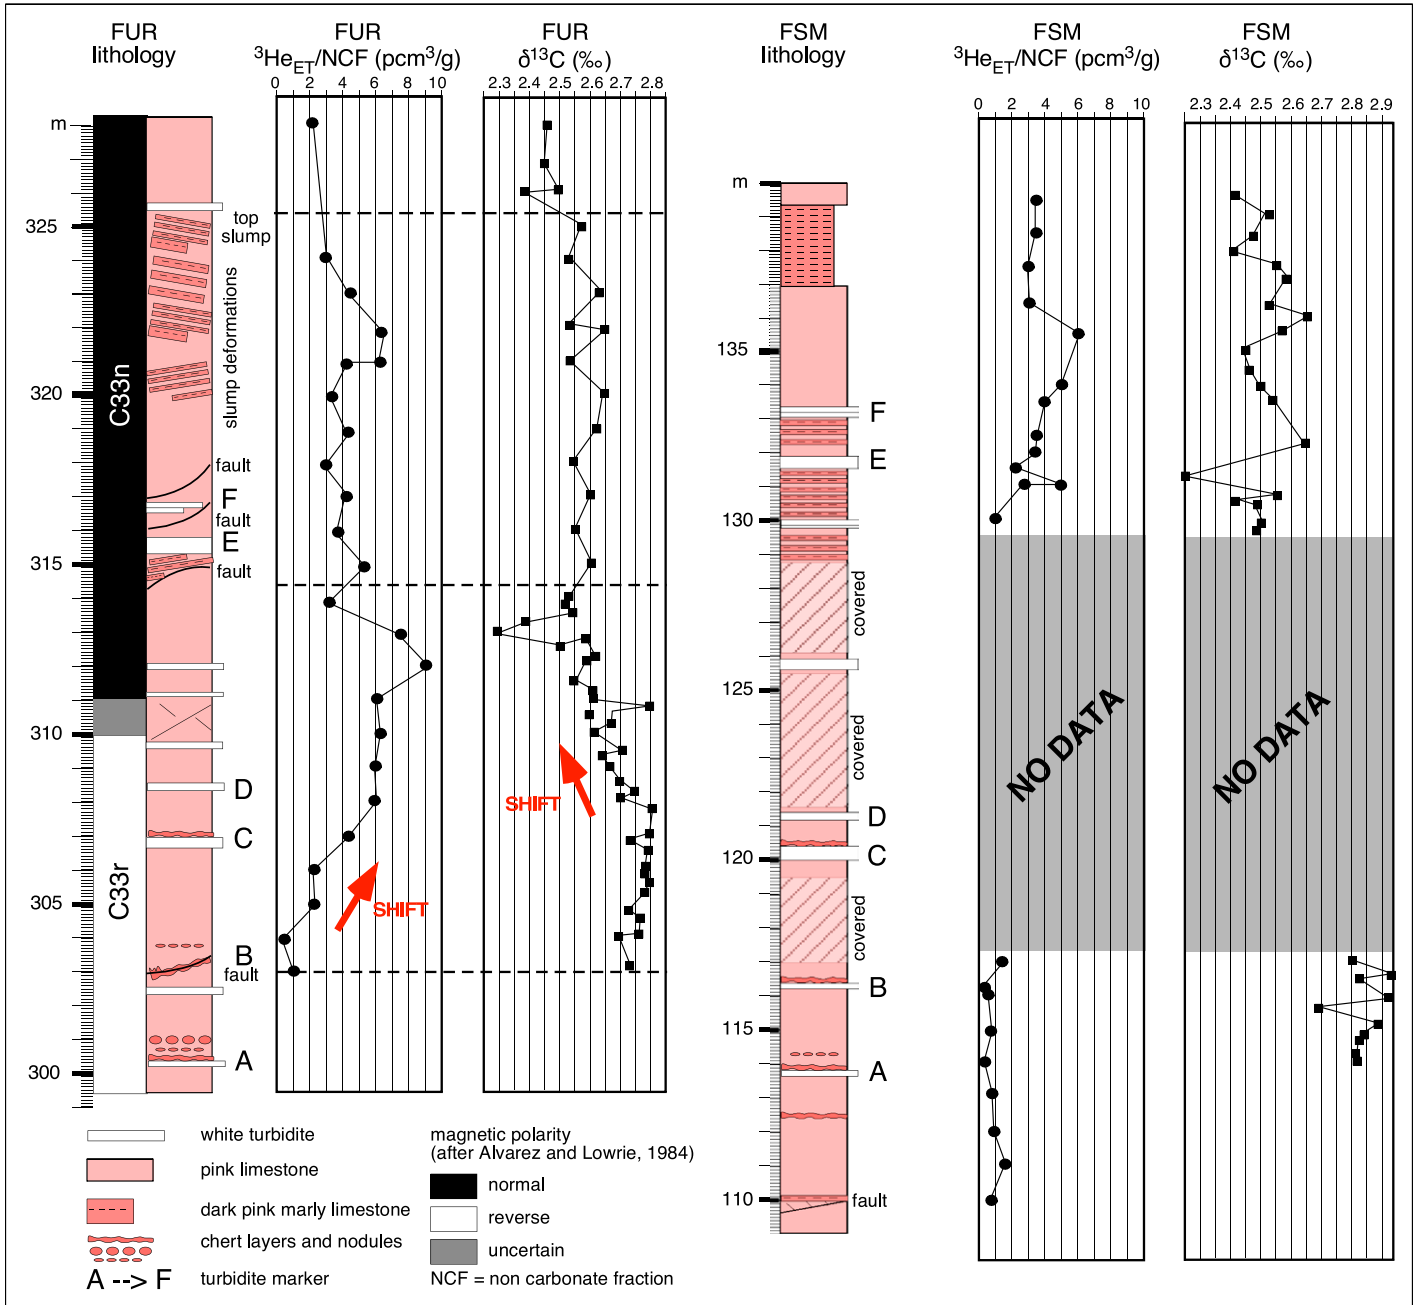 FUR
lithology
FUR
³HeET/NCF (pcm³/g)
0 2 4 6 8 10
FUR
δ¹³C (‰)
2.3 2.4 2.5 2.6 2.7 2.8
FSM
lithology
FSM
³HeET/NCF (pcm³/g)
0 2 4 6 8 10
FSM
δ¹³C (‰)
2.3 2.4 2.5 2.6 2.7 2.8 2.9
m
325
320
315
310
305
300
C33n
C33r
top
slump
slump deformations
fault
F
fault
E
fault
D
C
B
fault
A
SHIFT
SHIFT
m
135
130
125
120
115
110
F
E
covered
covered
D
C
covered
B
A
fault
NO DATA
NO DATA
white turbidite
pink limestone
dark pink marly limestone
chert layers and nodules
A --> F turbidite marker
magnetic polarity
(after Alvarez and Lowrie, 1984)
normal
reverse
uncertain
NCF = non carbonate fraction